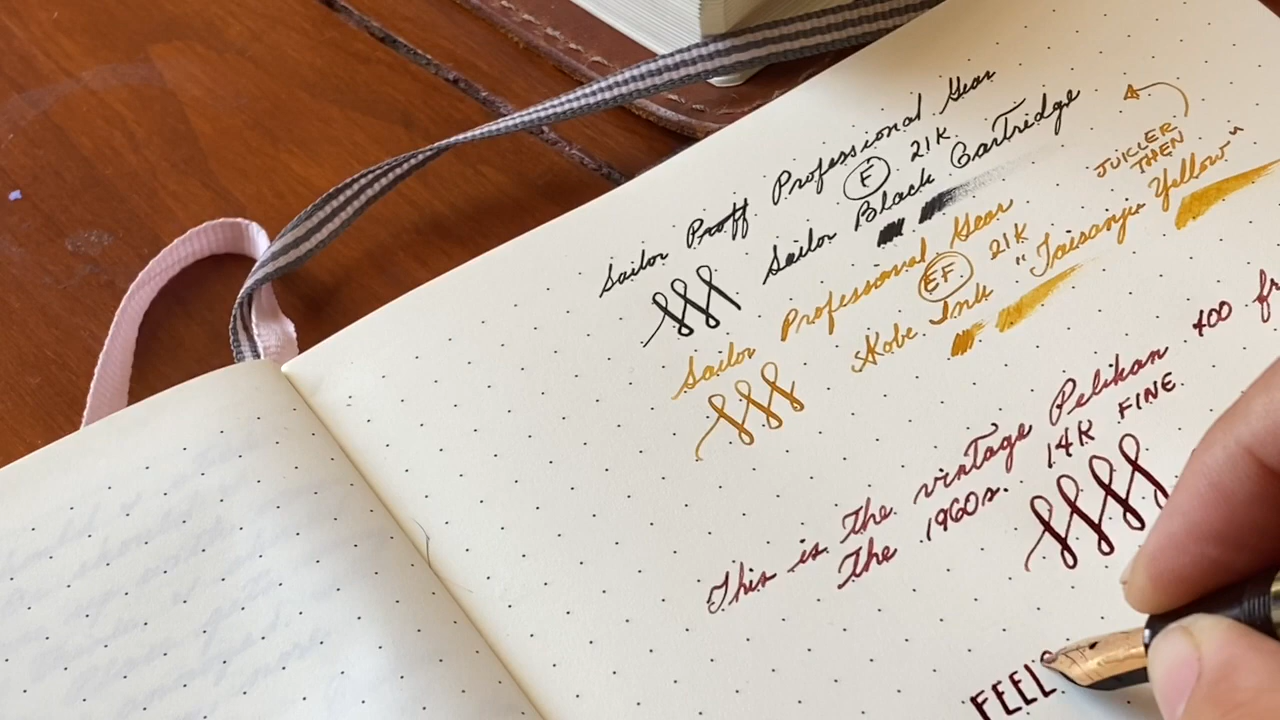 Sailor Proff Professional Gear
F 21K
Sailor Black Cartridge
JUICIER
THEN
Sailor Professional Gear
EF 21K
Kobe Ink "Taisanji Yellow"
This is the vintage Pelikan 400 fr
the 1960s. 14K FINE
FEELS